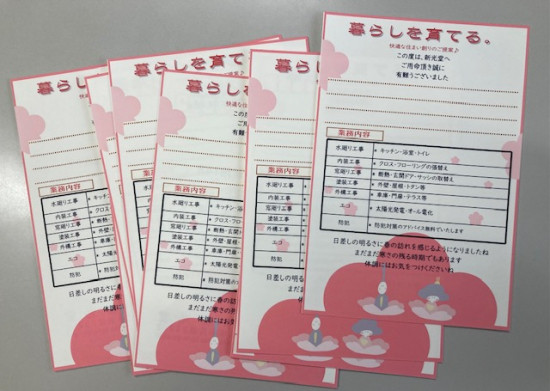 暮らしを育てる。
快適な住まい創りのご提案♪
この度は、新光堂へ
ご用命頂き誠に
有難うございました
業務内容
水廻り工事 * キッチン・浴室・トイレ
内装工事 * クロス・フローリングの張替え
窓廻り工事 * 断熱・玄関ドア・サッシの取替え
塗装工事 * 外壁・屋根・トタン等
外構工事 * 車庫・門扉・テラス等
エコ * 太陽光発電・オール電化
防犯 * 防犯対策のアドバイス無料でいたします
日差しの明るさに春の訪れを感じるようになりましたね
まだまだ寒さの残る時期でもあります
体調にはお気をつけくださいね